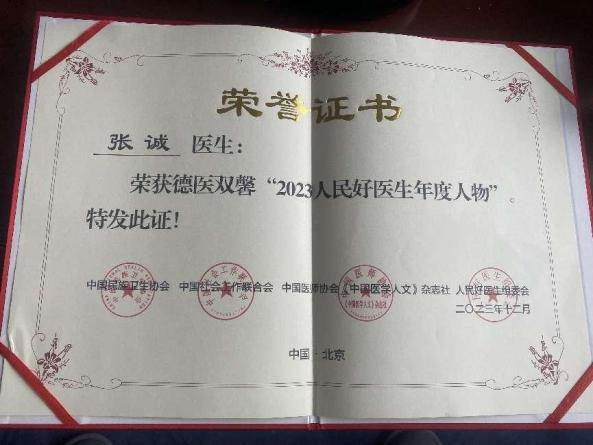 荣誉证书
张诚 医生：
荣获德医双馨“2023人民好医生年度人物”。
特发此证！
中国民族卫生协会 中国社会工作联合会 中国医师协会《中国医学人文》杂志社 人民好医生组委会
二〇二三年十二月
中国·北京